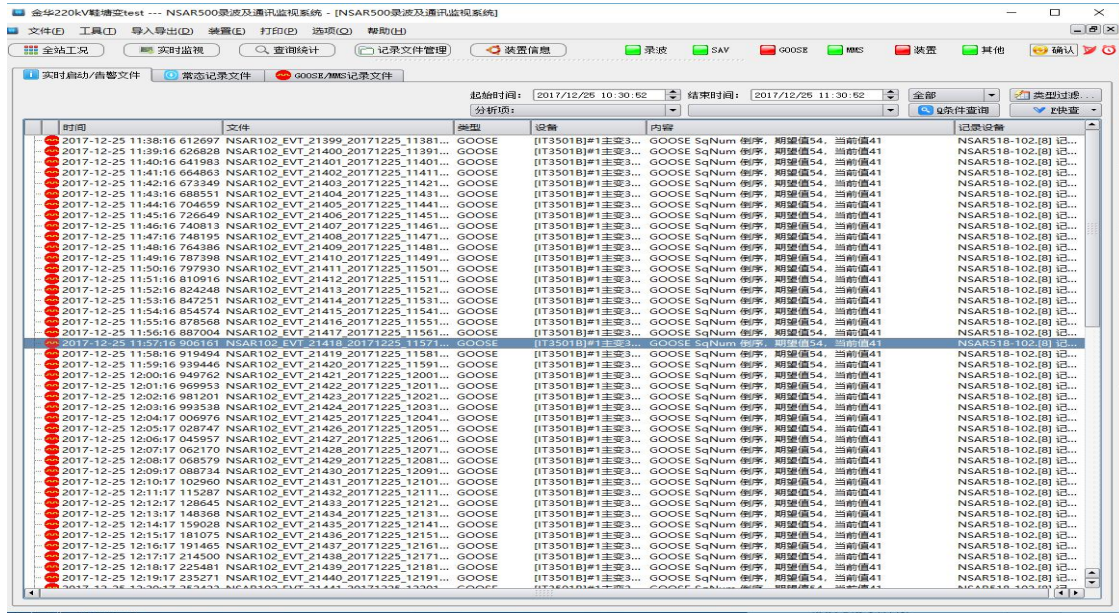 金华220kV鞋塘变test --- NSAR500录波及通讯监视系统 - [NSAR500录波及通讯监视系统]
文件(F) 工具(T) 导入导出(D) 装置(E) 打印(P) 选项(O) 帮助(H)
全站工况 实时监视 查询统计 记录文件管理 装置信息 录波 SAV GOOSE MMS 装置 其他 确认
实时启动/告警文件 常态记录文件 GOOSE/MMS记录文件
起始时间: 2017/12/25 10:30:52 结束时间: 2017/12/25 11:30:52 全部 类型过滤...
分析项: Q条件查询 F快查
时间 文件 类型 设备 内容 记录设备
2017-12-25 11:38:16 612697 NSAR102_EVT_21399_20171225_11381... GOOSE [IT3501B]#1主变3... GOOSE SqNum 倒序, 期望值54, 当前值41 NSAR518-102.[8] 记...
2017-12-25 11:39:16 626828 NSAR102_EVT_21400_20171225_11391... GOOSE [IT3501B]#1主变3... GOOSE SqNum 倒序, 期望值54, 当前值41 NSAR518-102.[8] 记...
2017-12-25 11:40:16 641983 NSAR102_EVT_21401_20171225_11401... GOOSE [IT3501B]#1主变3... GOOSE SqNum 倒序, 期望值54, 当前值41 NSAR518-102.[8] 记...
2017-12-25 11:41:16 664863 NSAR102_EVT_21402_20171225_11411... GOOSE [IT3501B]#1主变3... GOOSE SqNum 倒序, 期望值54, 当前值41 NSAR518-102.[8] 记...
2017-12-25 11:42:16 673349 NSAR102_EVT_21403_20171225_11421... GOOSE [IT3501B]#1主变3... GOOSE SqNum 倒序, 期望值54, 当前值41 NSAR518-102.[8] 记...
2017-12-25 11:43:16 688551 NSAR102_EVT_21404_20171225_11431... GOOSE [IT3501B]#1主变3... GOOSE SqNum 倒序, 期望值54, 当前值41 NSAR518-102.[8] 记...
2017-12-25 11:44:16 704659 NSAR102_EVT_21405_20171225_11441... GOOSE [IT3501B]#1主变3... GOOSE SqNum 倒序, 期望值54, 当前值41 NSAR518-102.[8] 记...
2017-12-25 11:45:16 726649 NSAR102_EVT_21406_20171225_11451... GOOSE [IT3501B]#1主变3... GOOSE SqNum 倒序, 期望值54, 当前值41 NSAR518-102.[8] 记...
2017-12-25 11:46:16 740813 NSAR102_EVT_21407_20171225_11461... GOOSE [IT3501B]#1主变3... GOOSE SqNum 倒序, 期望值54, 当前值41 NSAR518-102.[8] 记...
2017-12-25 11:47:16 748195 NSAR102_EVT_21408_20171225_11471... GOOSE [IT3501B]#1主变3... GOOSE SqNum 倒序, 期望值54, 当前值41 NSAR518-102.[8] 记...
2017-12-25 11:48:16 764386 NSAR102_EVT_21409_20171225_11481... GOOSE [IT3501B]#1主变3... GOOSE SqNum 倒序, 期望值54, 当前值41 NSAR518-102.[8] 记...
2017-12-25 11:49:16 787398 NSAR102_EVT_21410_20171225_11491... GOOSE [IT3501B]#1主变3... GOOSE SqNum 倒序, 期望值54, 当前值41 NSAR518-102.[8] 记...
2017-12-25 11:50:16 797930 NSAR102_EVT_21411_20171225_11501... GOOSE [IT3501B]#1主变3... GOOSE SqNum 倒序, 期望值54, 当前值41 NSAR518-102.[8] 记...
2017-12-25 11:51:16 810916 NSAR102_EVT_21412_20171225_11511... GOOSE [IT3501B]#1主变3... GOOSE SqNum 倒序, 期望值54, 当前值41 NSAR518-102.[8] 记...
2017-12-25 11:52:16 824248 NSAR102_EVT_21413_20171225_11521... GOOSE [IT3501B]#1主变3... GOOSE SqNum 倒序, 期望值54, 当前值41 NSAR518-102.[8] 记...
2017-12-25 11:53:16 847251 NSAR102_EVT_21414_20171225_11531... GOOSE [IT3501B]#1主变3... GOOSE SqNum 倒序, 期望值54, 当前值41 NSAR518-102.[8] 记...
2017-12-25 11:54:16 854574 NSAR102_EVT_21415_20171225_11541... GOOSE [IT3501B]#1主变3... GOOSE SqNum 倒序, 期望值54, 当前值41 NSAR518-102.[8] 记...
2017-12-25 11:55:16 878568 NSAR102_EVT_21416_20171225_11551... GOOSE [IT3501B]#1主变3... GOOSE SqNum 倒序, 期望值54, 当前值41 NSAR518-102.[8] 记...
2017-12-25 11:56:16 887004 NSAR102_EVT_21417_20171225_11561... GOOSE [IT3501B]#1主变3... GOOSE SqNum 倒序, 期望值54, 当前值41 NSAR518-102.[8] 记...
2017-12-25 11:57:16 906161 NSAR102_EVT_21418_20171225_11571... GOOSE [IT3501B]#1主变3... GOOSE SqNum 倒序, 期望值54, 当前值41 NSAR518-102.[8] 记...
2017-12-25 11:58:16 919494 NSAR102_EVT_21419_20171225_11581... GOOSE [IT3501B]#1主变3... GOOSE SqNum 倒序, 期望值54, 当前值41 NSAR518-102.[8] 记...
2017-12-25 11:59:16 939446 NSAR102_EVT_21420_20171225_11591... GOOSE [IT3501B]#1主变3... GOOSE SqNum 倒序, 期望值54, 当前值41 NSAR518-102.[8] 记...
2017-12-25 12:00:16 949762 NSAR102_EVT_21421_20171225_12001... GOOSE [IT3501B]#1主变3... GOOSE SqNum 倒序, 期望值54, 当前值41 NSAR518-102.[8] 记...
2017-12-25 12:01:16 969953 NSAR102_EVT_21422_20171225_12011... GOOSE [IT3501B]#1主变3... GOOSE SqNum 倒序, 期望值54, 当前值41 NSAR518-102.[8] 记...
2017-12-25 12:02:16 981201 NSAR102_EVT_21423_20171225_12021... GOOSE [IT3501B]#1主变3... GOOSE SqNum 倒序, 期望值54, 当前值41 NSAR518-102.[8] 记...
2017-12-25 12:03:16 993538 NSAR102_EVT_21424_20171225_12031... GOOSE [IT3501B]#1主变3... GOOSE SqNum 倒序, 期望值54, 当前值41 NSAR518-102.[8] 记...
2017-12-25 12:04:17 006976 NSAR102_EVT_21425_20171225_12041... GOOSE [IT3501B]#1主变3... GOOSE SqNum 倒序, 期望值54, 当前值41 NSAR518-102.[8] 记...
2017-12-25 12:05:17 028747 NSAR102_EVT_21426_20171225_12051... GOOSE [IT3501B]#1主变3... GOOSE SqNum 倒序, 期望值54, 当前值41 NSAR518-102.[8] 记...
2017-12-25 12:06:17 045957 NSAR102_EVT_21427_20171225_12061... GOOSE [IT3501B]#1主变3... GOOSE SqNum 倒序, 期望值54, 当前值41 NSAR518-102.[8] 记...
2017-12-25 12:07:17 062170 NSAR102_EVT_21428_20171225_12071... GOOSE [IT3501B]#1主变3... GOOSE SqNum 倒序, 期望值54, 当前值41 NSAR518-102.[8] 记...
2017-12-25 12:08:17 068579 NSAR102_EVT_21429_20171225_12081... GOOSE [IT3501B]#1主变3... GOOSE SqNum 倒序, 期望值54, 当前值41 NSAR518-102.[8] 记...
2017-12-25 12:09:17 088734 NSAR102_EVT_21430_20171225_12091... GOOSE [IT3501B]#1主变3... GOOSE SqNum 倒序, 期望值54, 当前值41 NSAR518-102.[8] 记...
2017-12-25 12:10:17 102960 NSAR102_EVT_21431_20171225_12101... GOOSE [IT3501B]#1主变3... GOOSE SqNum 倒序, 期望值54, 当前值41 NSAR518-102.[8] 记...
2017-12-25 12:11:17 115287 NSAR102_EVT_21432_20171225_12111... GOOSE [IT3501B]#1主变3... GOOSE SqNum 倒序, 期望值54, 当前值41 NSAR518-102.[8] 记...
2017-12-25 12:12:17 128645 NSAR102_EVT_21433_20171225_12121... GOOSE [IT3501B]#1主变3... GOOSE SqNum 倒序, 期望值54, 当前值41 NSAR518-102.[8] 记...
2017-12-25 12:13:17 148368 NSAR102_EVT_21434_20171225_12131... GOOSE [IT3501B]#1主变3... GOOSE SqNum 倒序, 期望值54, 当前值41 NSAR518-102.[8] 记...
2017-12-25 12:14:17 159028 NSAR102_EVT_21435_20171225_12141... GOOSE [IT3501B]#1主变3... GOOSE SqNum 倒序, 期望值54, 当前值41 NSAR518-102.[8] 记...
2017-12-25 12:15:17 181075 NSAR102_EVT_21436_20171225_12151... GOOSE [IT3501B]#1主变3... GOOSE SqNum 倒序, 期望值54, 当前值41 NSAR518-102.[8] 记...
2017-12-25 12:16:17 191465 NSAR102_EVT_21437_20171225_12161... GOOSE [IT3501B]#1主变3... GOOSE SqNum 倒序, 期望值54, 当前值41 NSAR518-102.[8] 记...
2017-12-25 12:17:17 214500 NSAR102_EVT_21438_20171225_12171... GOOSE [IT3501B]#1主变3... GOOSE SqNum 倒序, 期望值54, 当前值41 NSAR518-102.[8] 记...
2017-12-25 12:18:17 225481 NSAR102_EVT_21439_20171225_12181... GOOSE [IT3501B]#1主变3... GOOSE SqNum 倒序, 期望值54, 当前值41 NSAR518-102.[8] 记...
2017-12-25 12:19:17 235271 NSAR102_EVT_21440_20171225_12191... GOOSE [IT3501B]#1主变3... GOOSE SqNum 倒序, 期望值54, 当前值41 NSAR518-102.[8] 记...